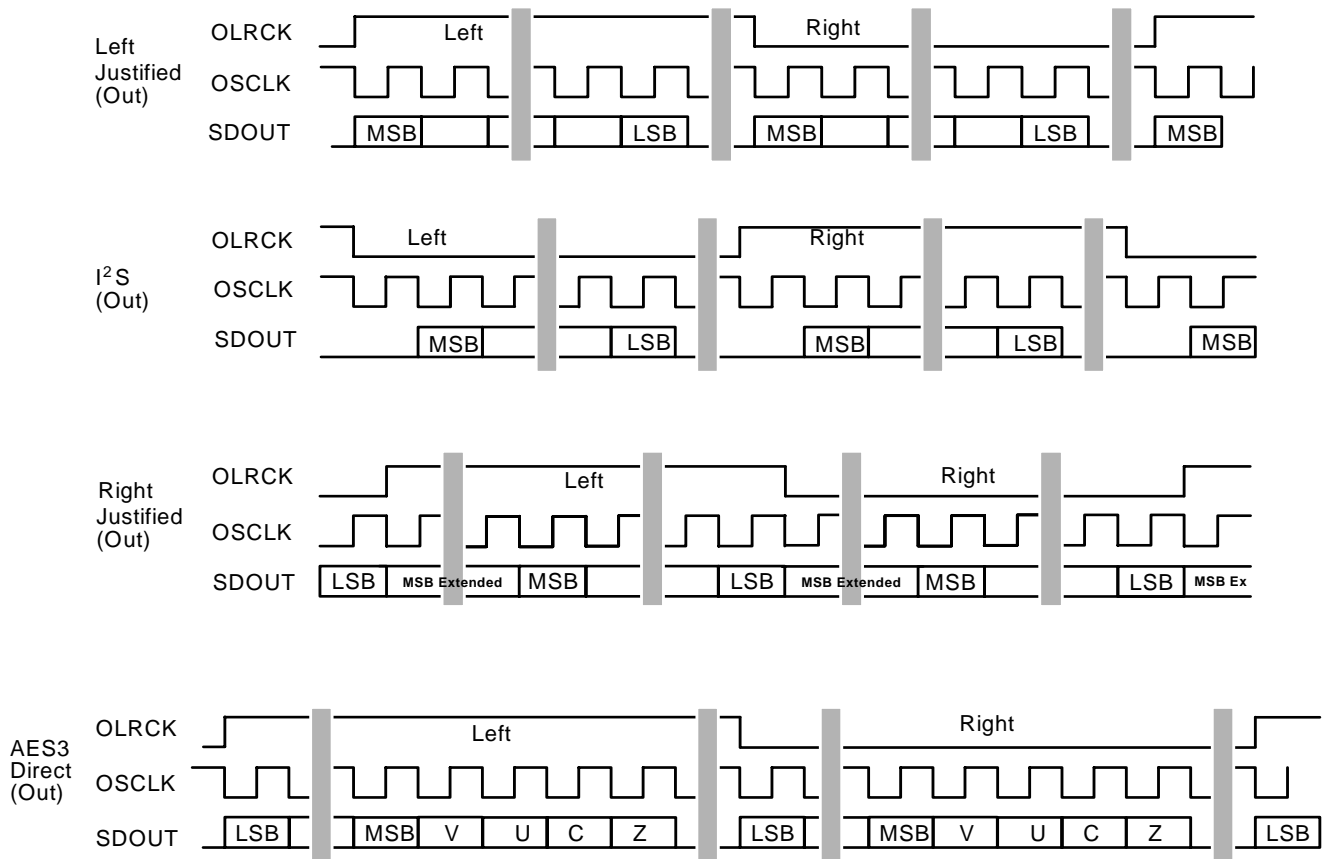 Left Justified (Out)
OLRCK Left Right
OSCLK
SDOUT MSB LSB MSB LSB MSB
I2S (Out)
OLRCK Left Right
OSCLK
SDOUT MSB LSB MSB LSB MSB
Right Justified (Out)
OLRCK Left Right
OSCLK
SDOUT LSB MSB Extended MSB LSB MSB Extended MSB LSB MSB Ex
AES3 Direct (Out)
OLRCK Left Right
OSCLK
SDOUT LSB MSB V U C Z LSB MSB V U C Z LSB